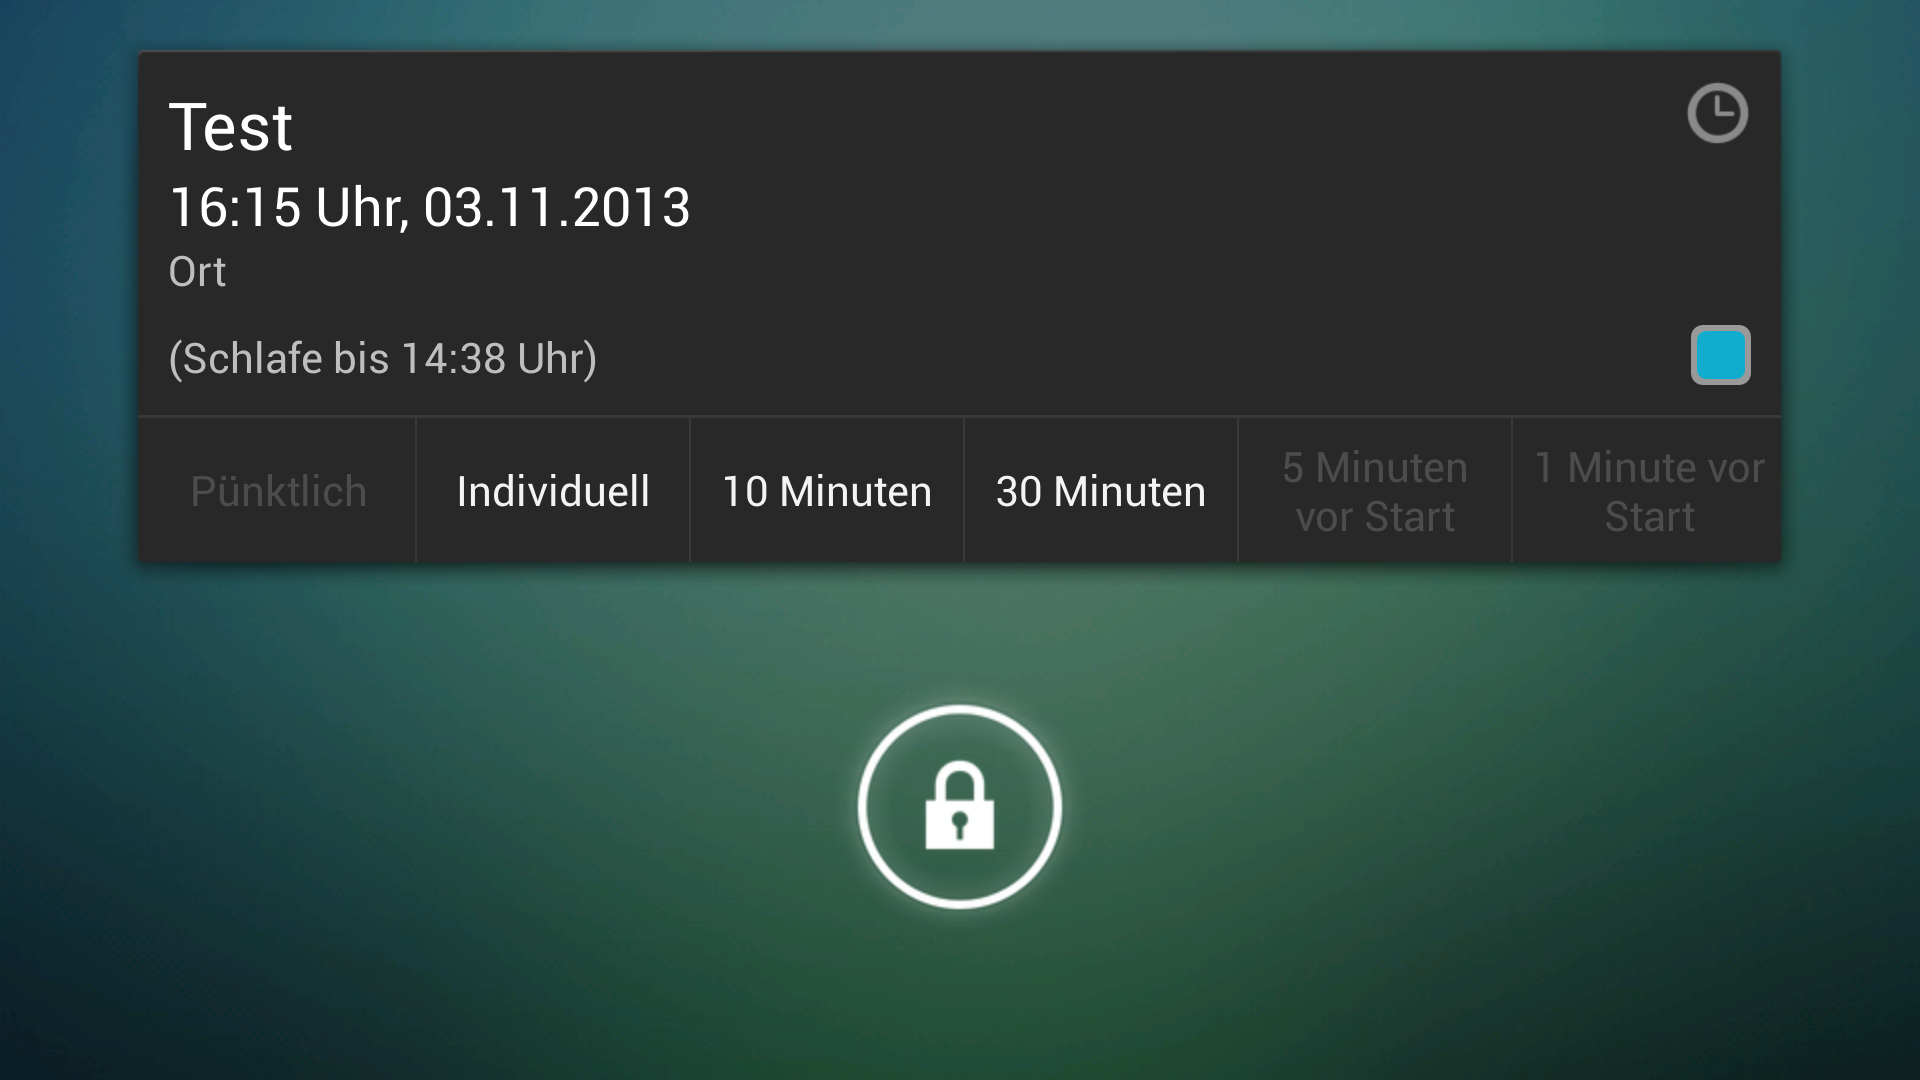 Test
16:15 Uhr, 03.11.2013
Ort
(Schlafe bis 14:38 Uhr)
Pünktlich
Individuell
10 Minuten
30 Minuten
5 Minuten
vor Start
1 Minute vor
Start